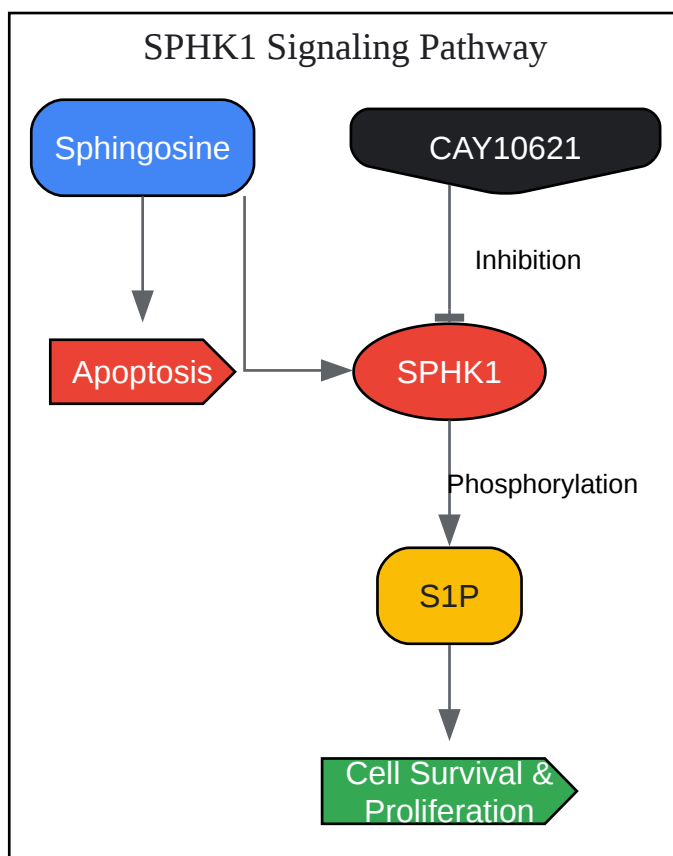 SPHK1 Signaling Pathway
Sphingosine
CAY10621
Inhibition
Apoptosis
SPHK1
Phosphorylation
S1P
Cell Survival &
Proliferation